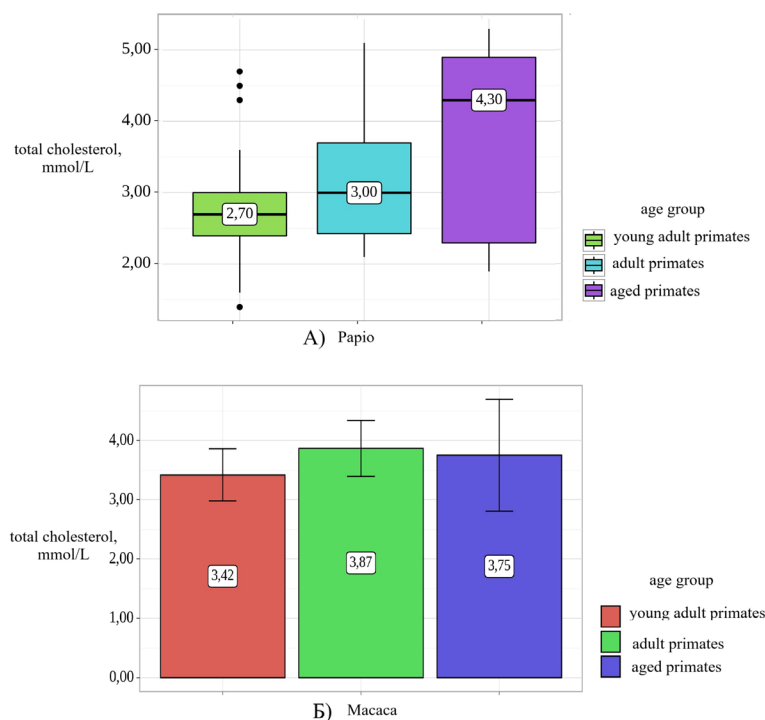 5,00
4,00
3,00
2,00
total cholesterol,
mmol/L
2,70
3,00
4,30
age group
young adult primates
adult primates
aged primates
А) Papio
4,00
3,00
2,00
1,00
0,00
total cholesterol,
mmol/L
3,42
3,87
3,75
age group
young adult primates
adult primates
aged primates
Б) Macaca